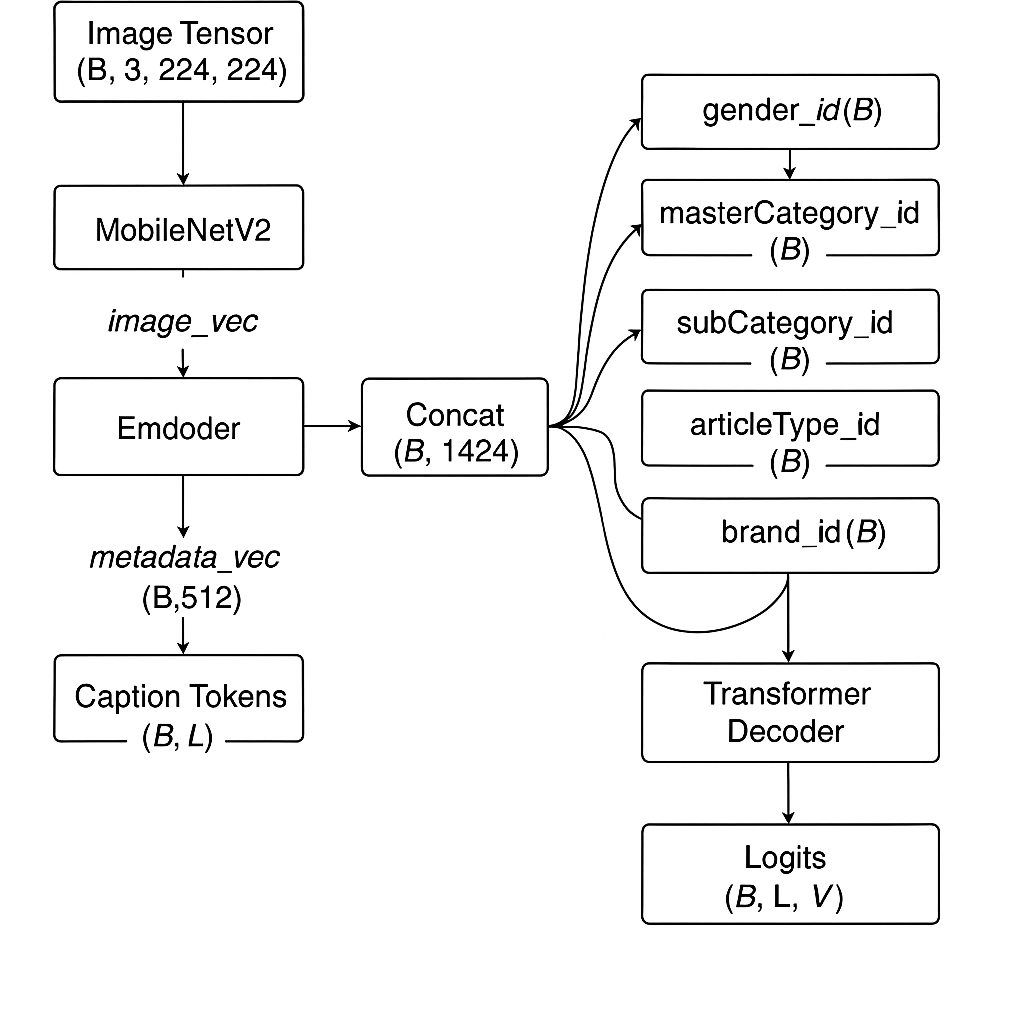 Image Tensor
(B, 3, 224, 224)
MobileNetV2
image_vec
Emdoder
metadata_vec
(B,512)
Caption Tokens
(B, L)
Concat
(B, 1424)
gender_id(B)
masterCategory_id
(B)
subCategory_id
(B)
articleType_id
(B)
brand_id(B)
Transformer
Decoder
Logits
(B, L, V)